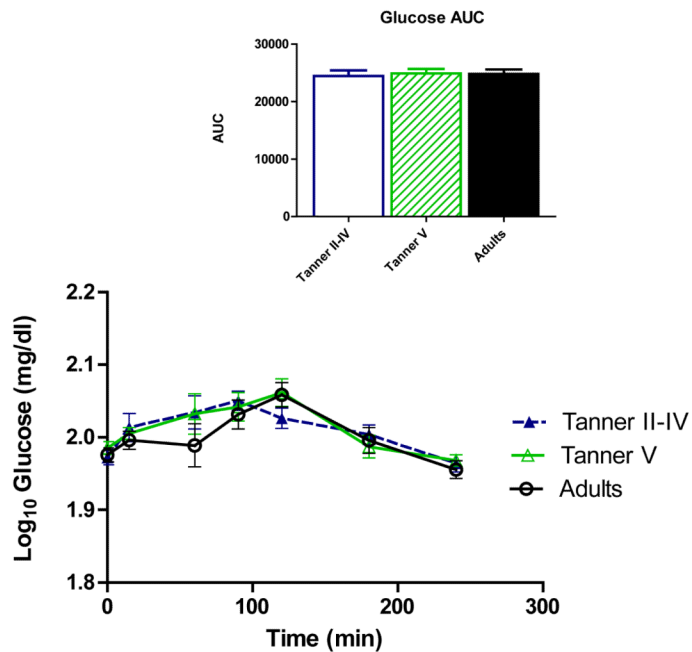 Glucose AUC
30000
20000
10000
0
AUC
Tanner II-IV
Tanner V
Adults
2.2
2.1
2.0
1.9
1.8
Log10 Glucose (mg/dl)
0 100 200 300
Time (min)
Tanner II-IV
Tanner V
Adults